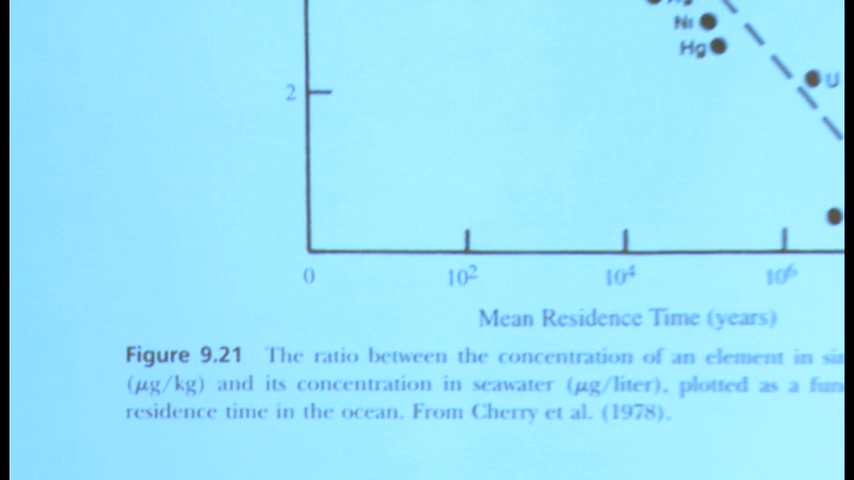 Ni
Hg
U
2
0 10² 10⁴ 10⁶
Mean Residence Time (years)
Figure 9.21 The ratio between the concentration of an element in
(μg/kg) and its concentration in seawater (μg/liter), plotted as a
residence time in the ocean. From Cherry et al. (1978).